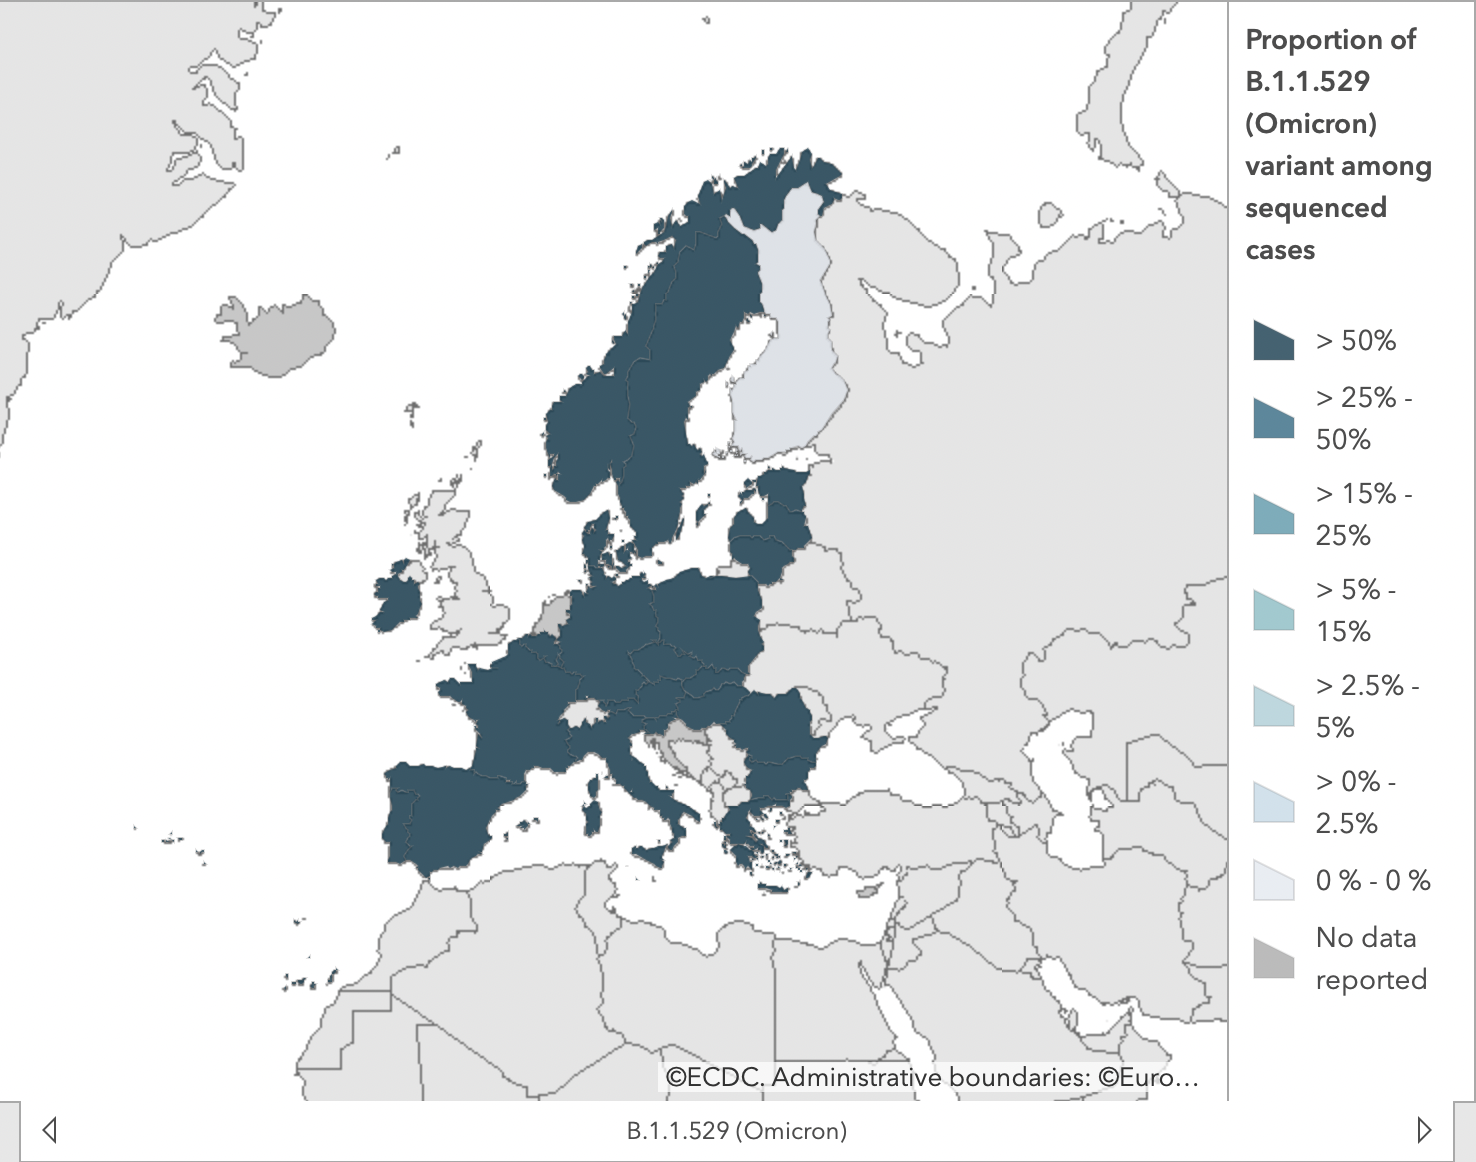 Proportion of
B.1.1.529
(Omicron)
variant among
sequenced
cases
> 50%
> 25% -
50%
> 15% -
25%
> 5% -
15%
> 2.5% -
5%
> 0% -
2.5%
0 % - 0 %
No data
reported
©ECDC. Administrative boundaries: ©Euro…
B.1.1.529 (Omicron)